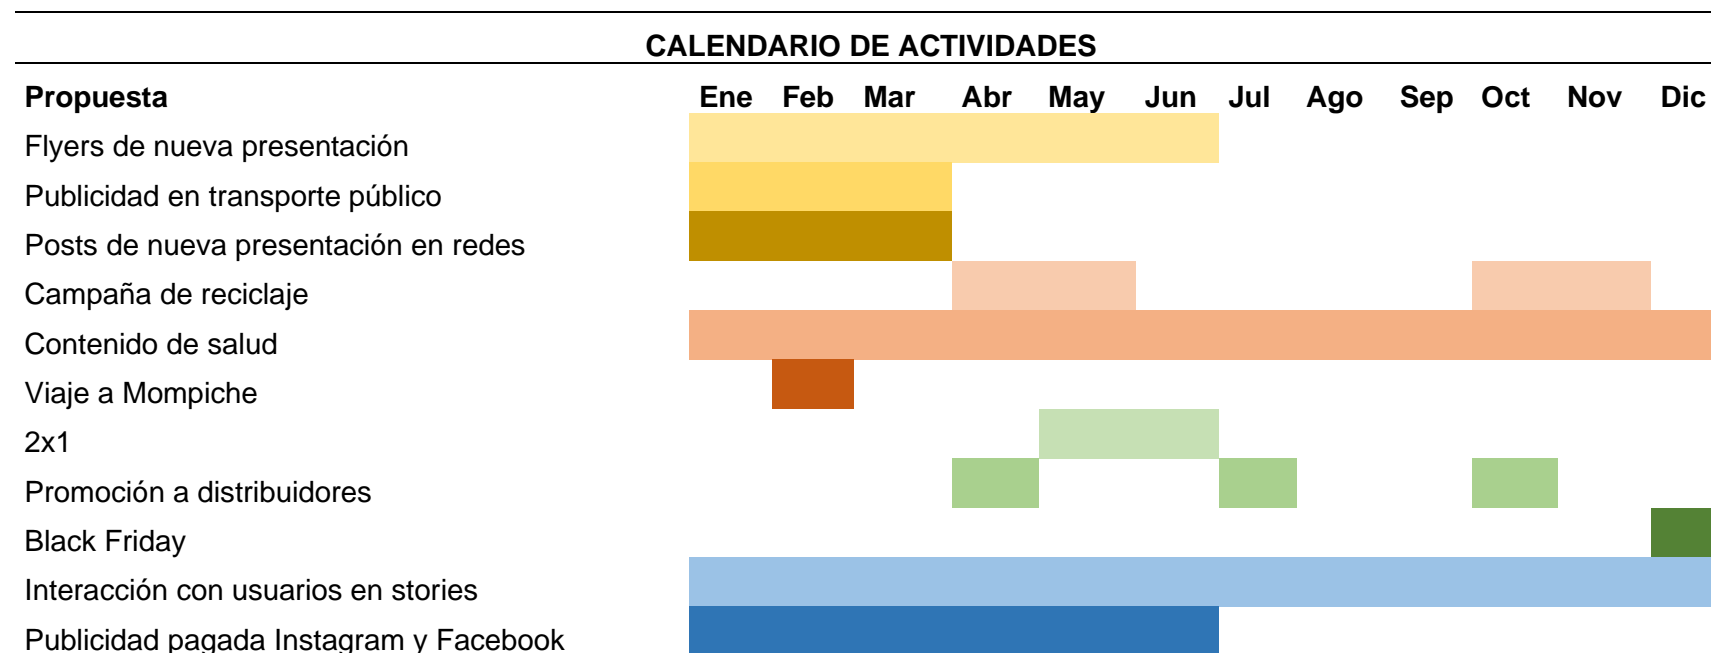 CALENDARIO DE ACTIVIDADES
Propuesta Ene Feb Mar Abr May Jun Jul Ago Sep Oct Nov Dic
Flyers de nueva presentación
Publicidad en transporte público
Posts de nueva presentación en redes
Campaña de reciclaje
Contenido de salud
Viaje a Mompiche
2x1
Promoción a distribuidores
Black Friday
Interacción con usuarios en stories
Publicidad pagada Instagram y Facebook